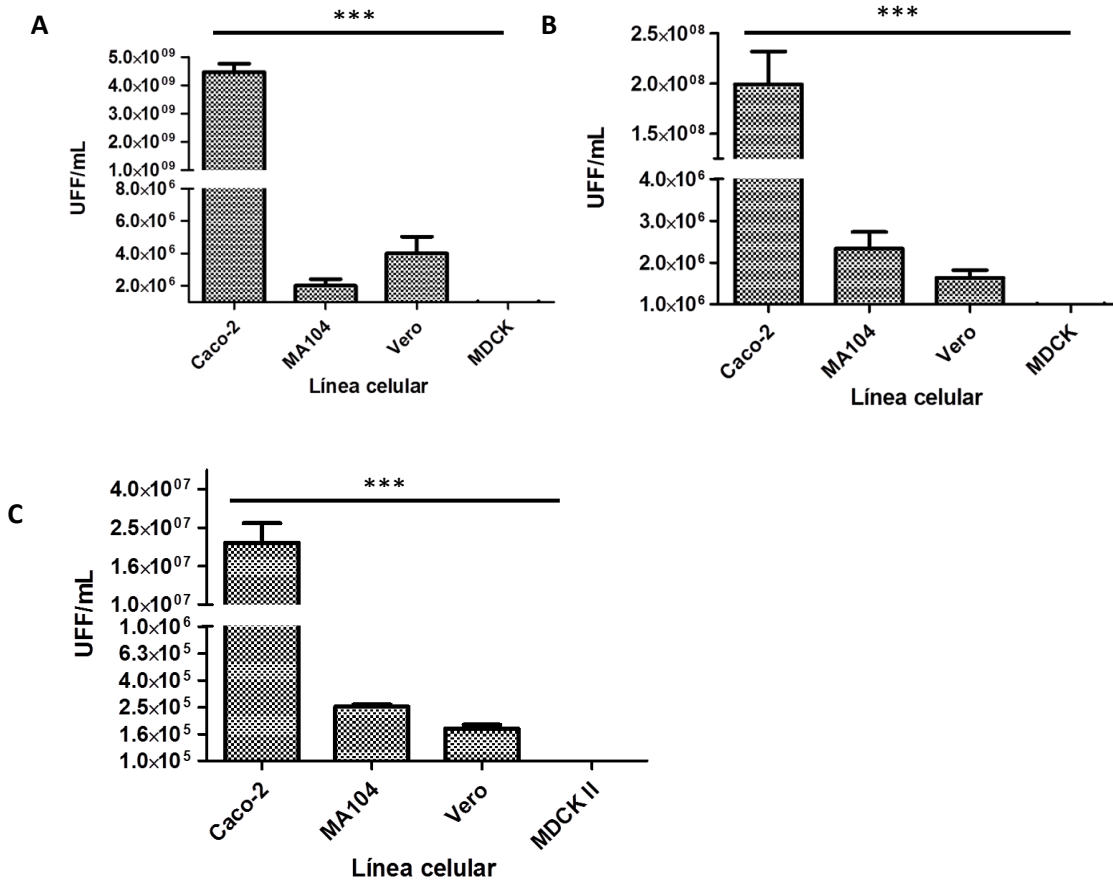 A
***
5.0×10⁰⁹
4.0×10⁰⁹
3.0×10⁰⁹
2.0×10⁰⁹
1.0×10⁰⁹
8.0×10⁶
6.0×10⁶
4.0×10⁶
2.0×10⁶
UFF/mL
Caco-2
MA104
Vero
MDCK
Línea celular
B
***
2.5×10⁰⁸
2.0×10⁰⁸
1.5×10⁰⁸
4.0×10⁶
3.0×10⁶
2.0×10⁶
1.0×10⁶
UFF/mL
Caco-2
MA104
Vero
MDCK
Línea celular
C
***
4.0×10⁰⁷
2.5×10⁰⁷
1.6×10⁰⁷
1.0×10⁰⁷
1.0×10⁶
6.3×10⁵
4.0×10⁵
2.5×10⁵
1.6×10⁵
1.0×10⁵
UFF/mL
Caco-2
MA104
Vero
MDCK II
Línea celular